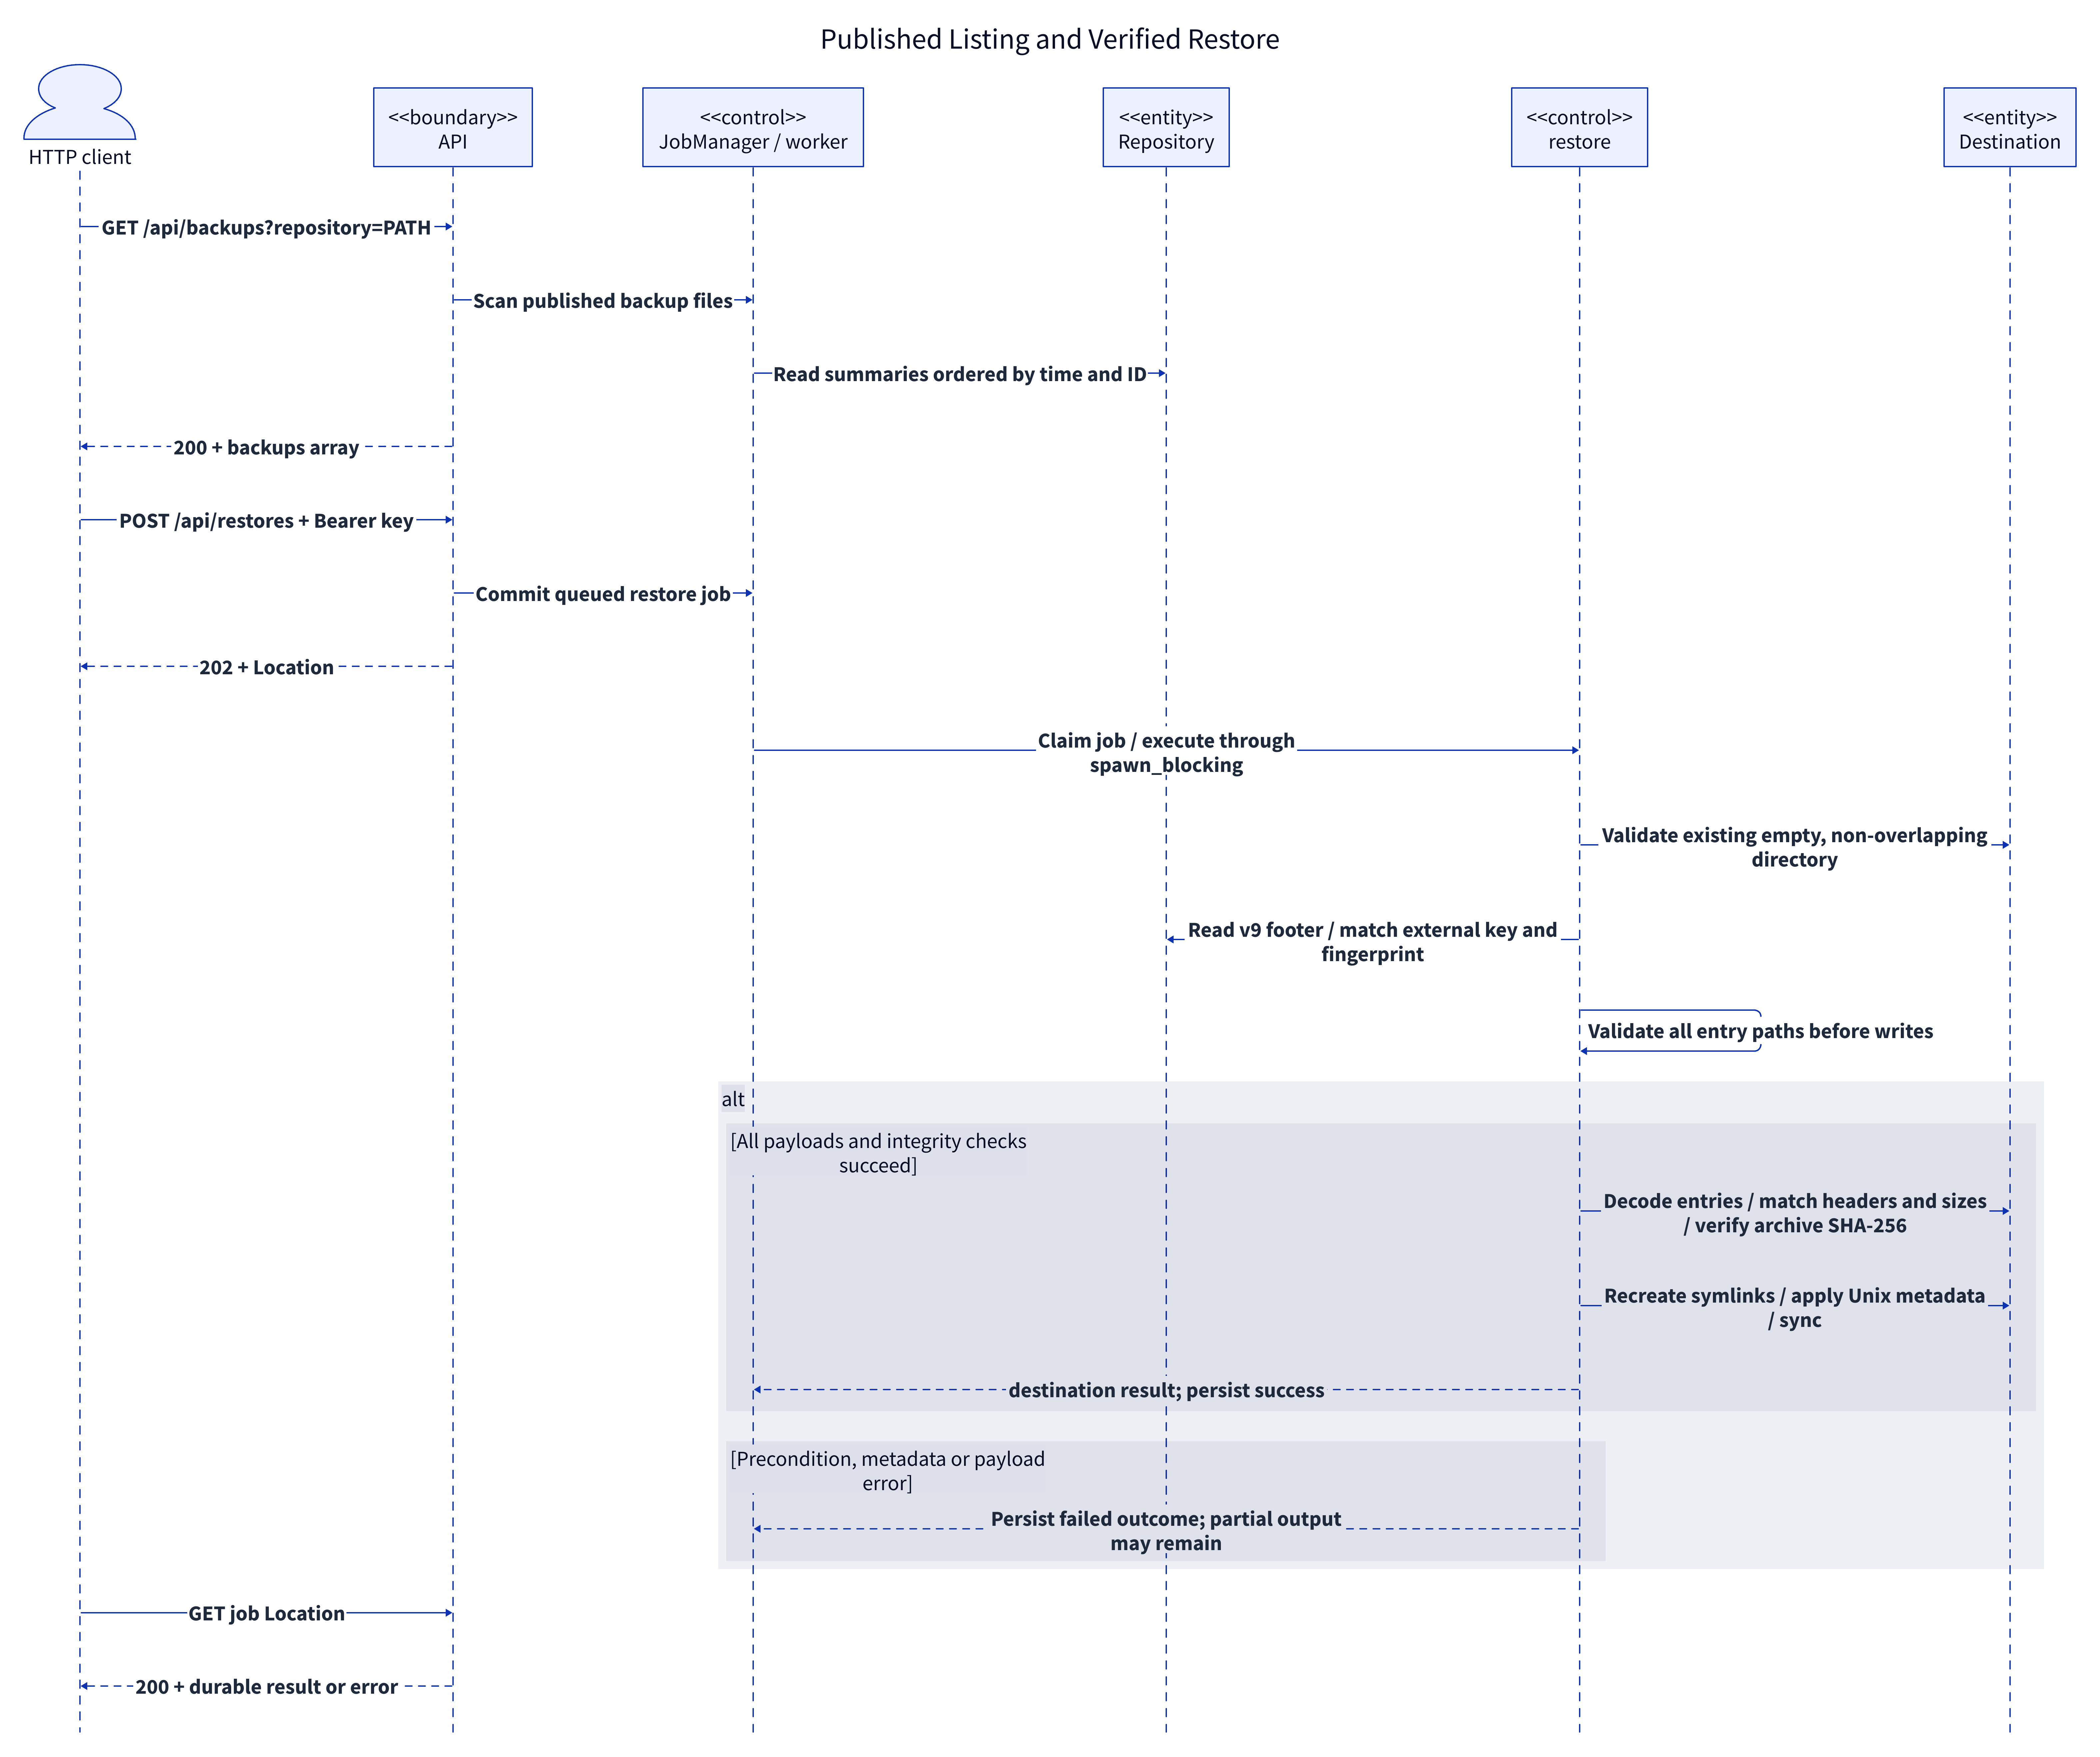 Published Listing and Verified Restore
HTTP client
<<boundary>>
API
<<control>>
JobManager / worker
<<entity>>
Repository
<<control>>
restore
<<entity>>
Destination
GET /api/backups?repository=PATH
Scan published backup files
Read summaries ordered by time and ID
200 + backups array
POST /api/restores + Bearer key
Commit queued restore job
202 + Location
Claim job / execute through
spawn_blocking
Validate existing empty, non-overlapping
directory
Read v9 footer / match external key and
fingerprint
Validate all entry paths before writes
alt
[All payloads and integrity checks
succeed]
Decode entries / match headers and sizes
/ verify archive SHA-256
Recreate symlinks / apply Unix metadata
/ sync
destination result; persist success
[Precondition, metadata or payload
error]
Persist failed outcome; partial output
may remain
GET job Location
200 + durable result or error